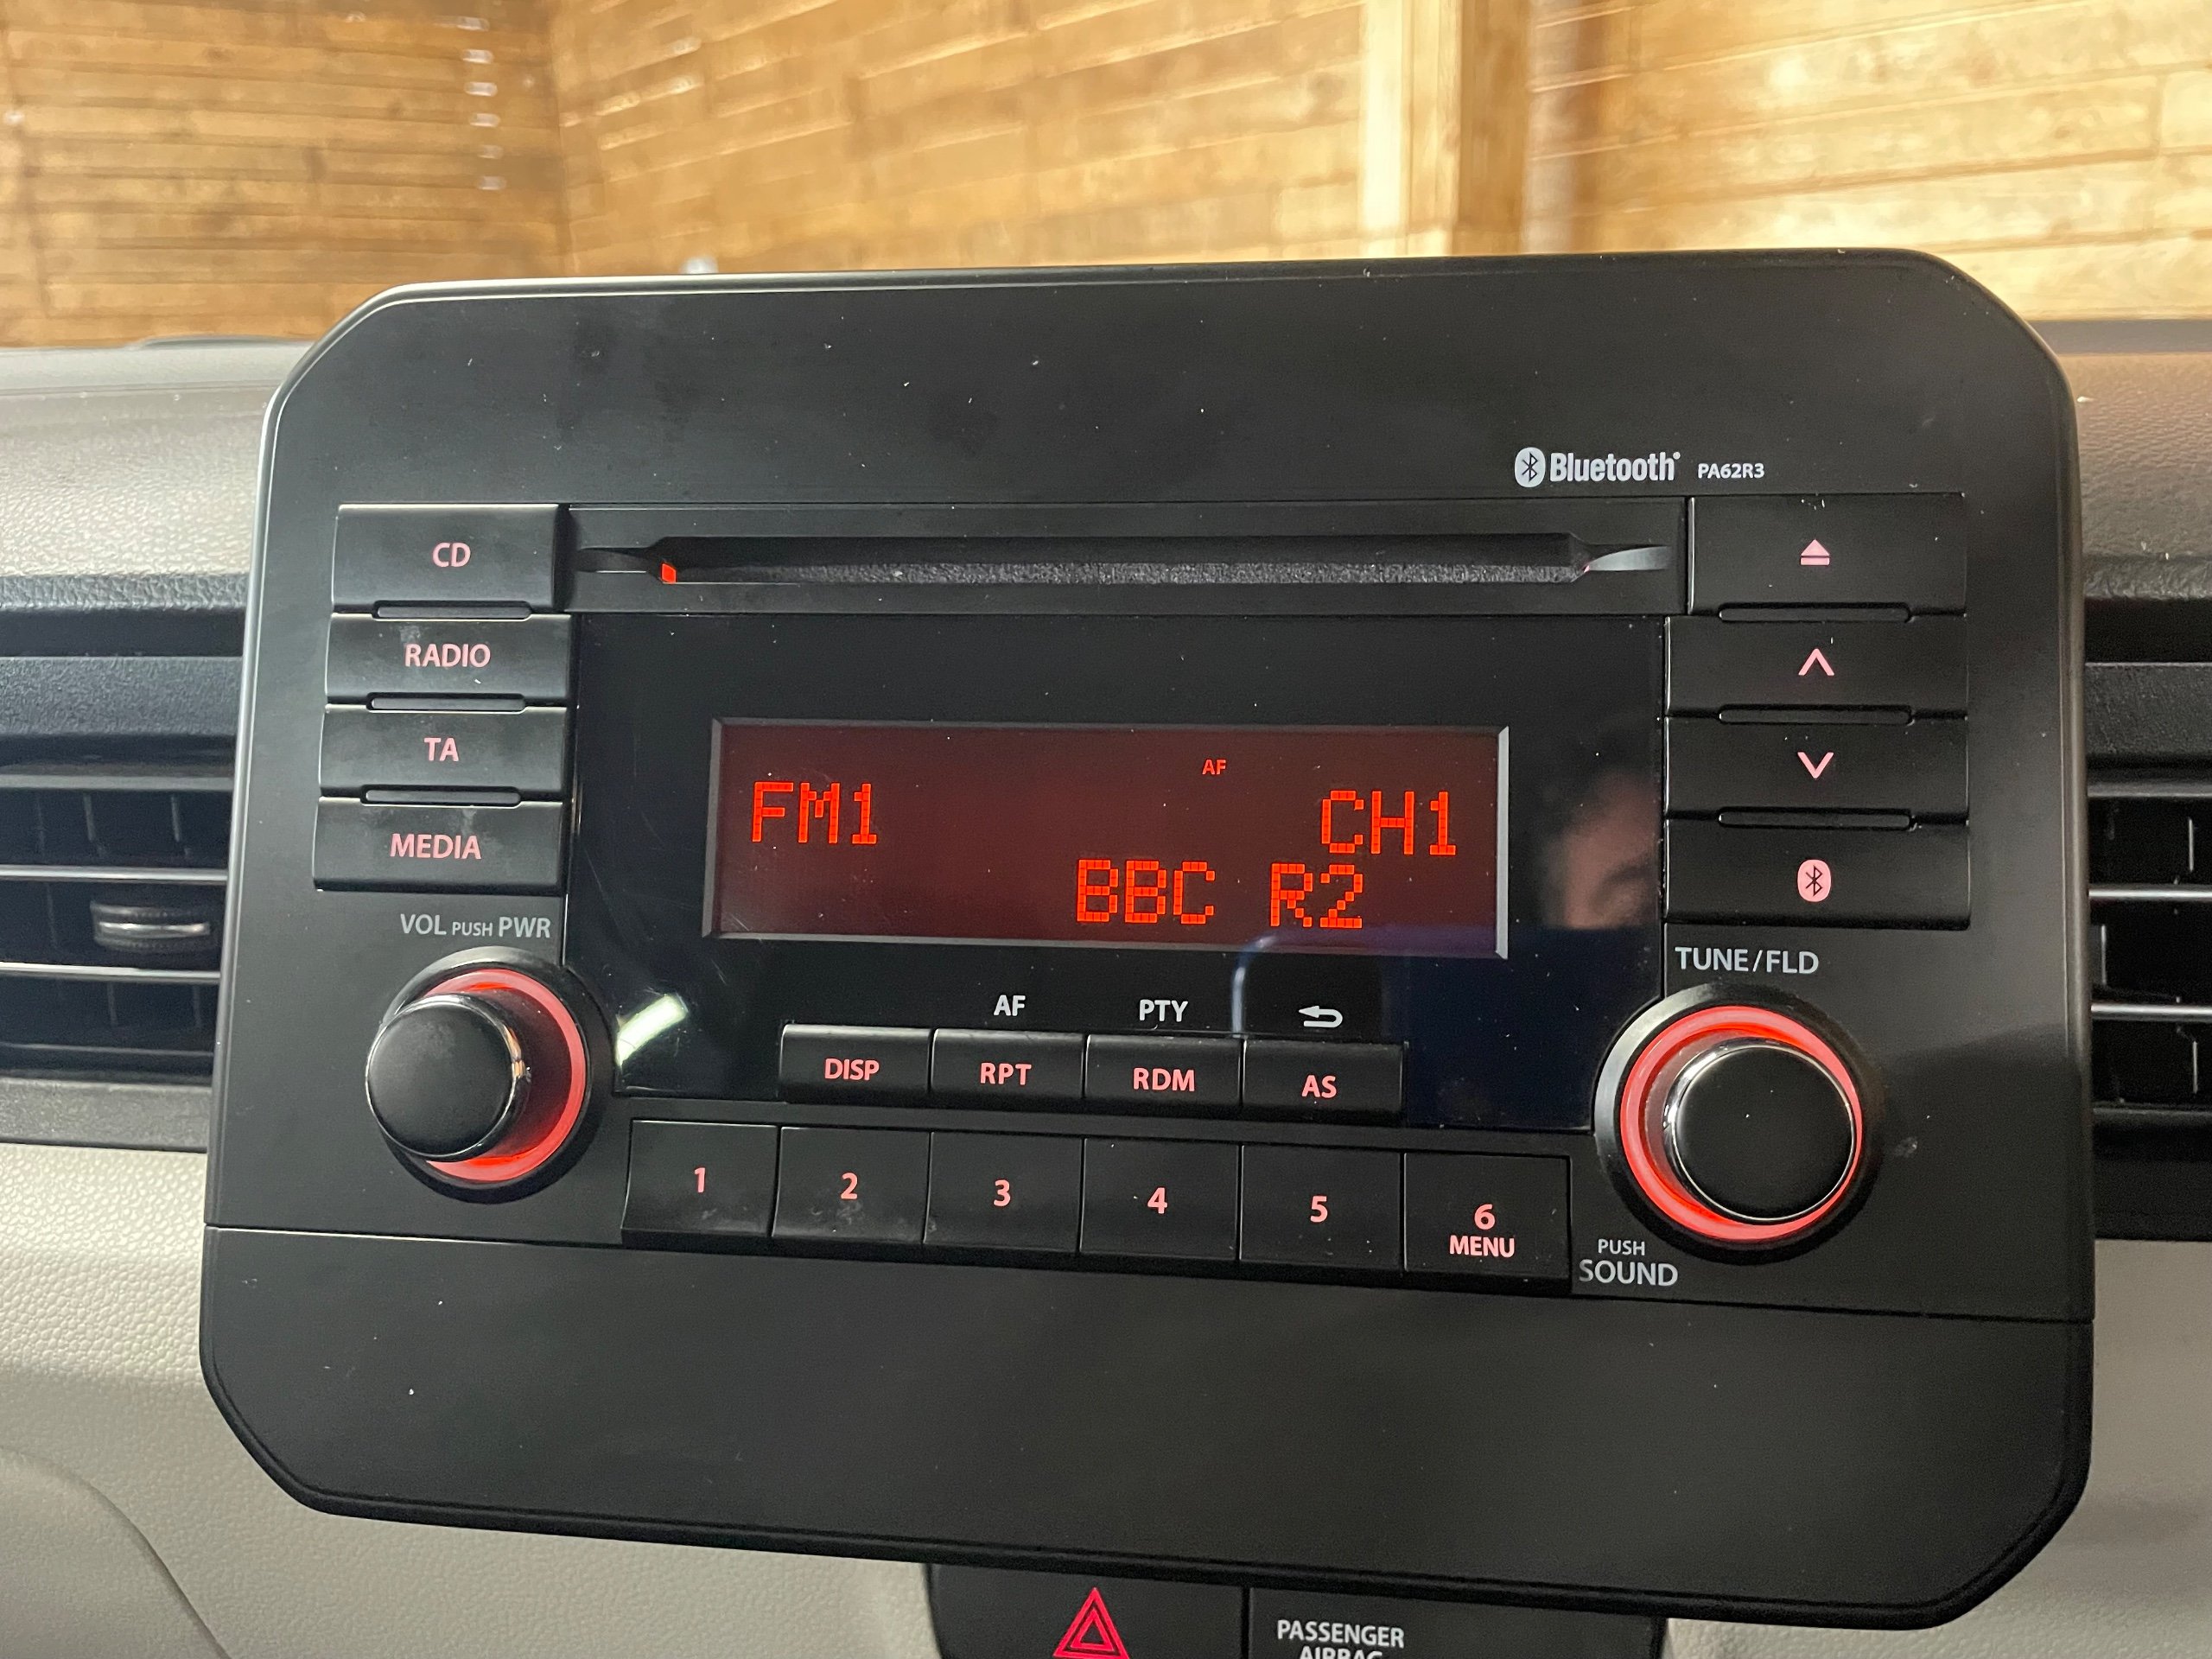 Bluetooth PA62R3
CD
RADIO
TA
MEDIA
AF
FM1 CH1
BBC R2
VOL PUSH PWR
TUNE/FLD
AF PTY
DISP RPT RDM AS
1 2 3 4 5 6
MENU
PUSH
SOUND
PASSENGER
AIRBAG